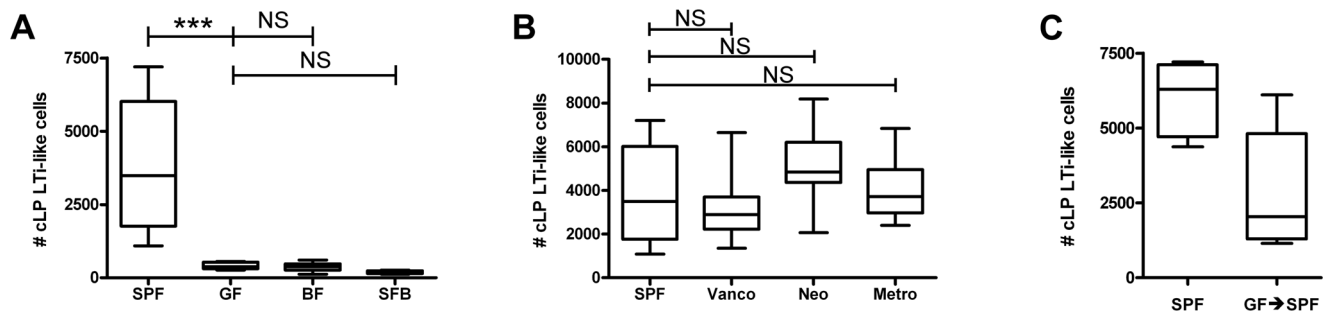 A
*** NS
NS
# cLP LTi-like cells
7500
5000
2500
0
SPF GF BF SFB
B
NS
NS
NS
# cLP LTi-like cells
10000
8000
6000
4000
2000
0
SPF Vanco Neo Metro
C
# cLP LTi-like cells
7500
5000
2500
0
SPF GF➔SPF